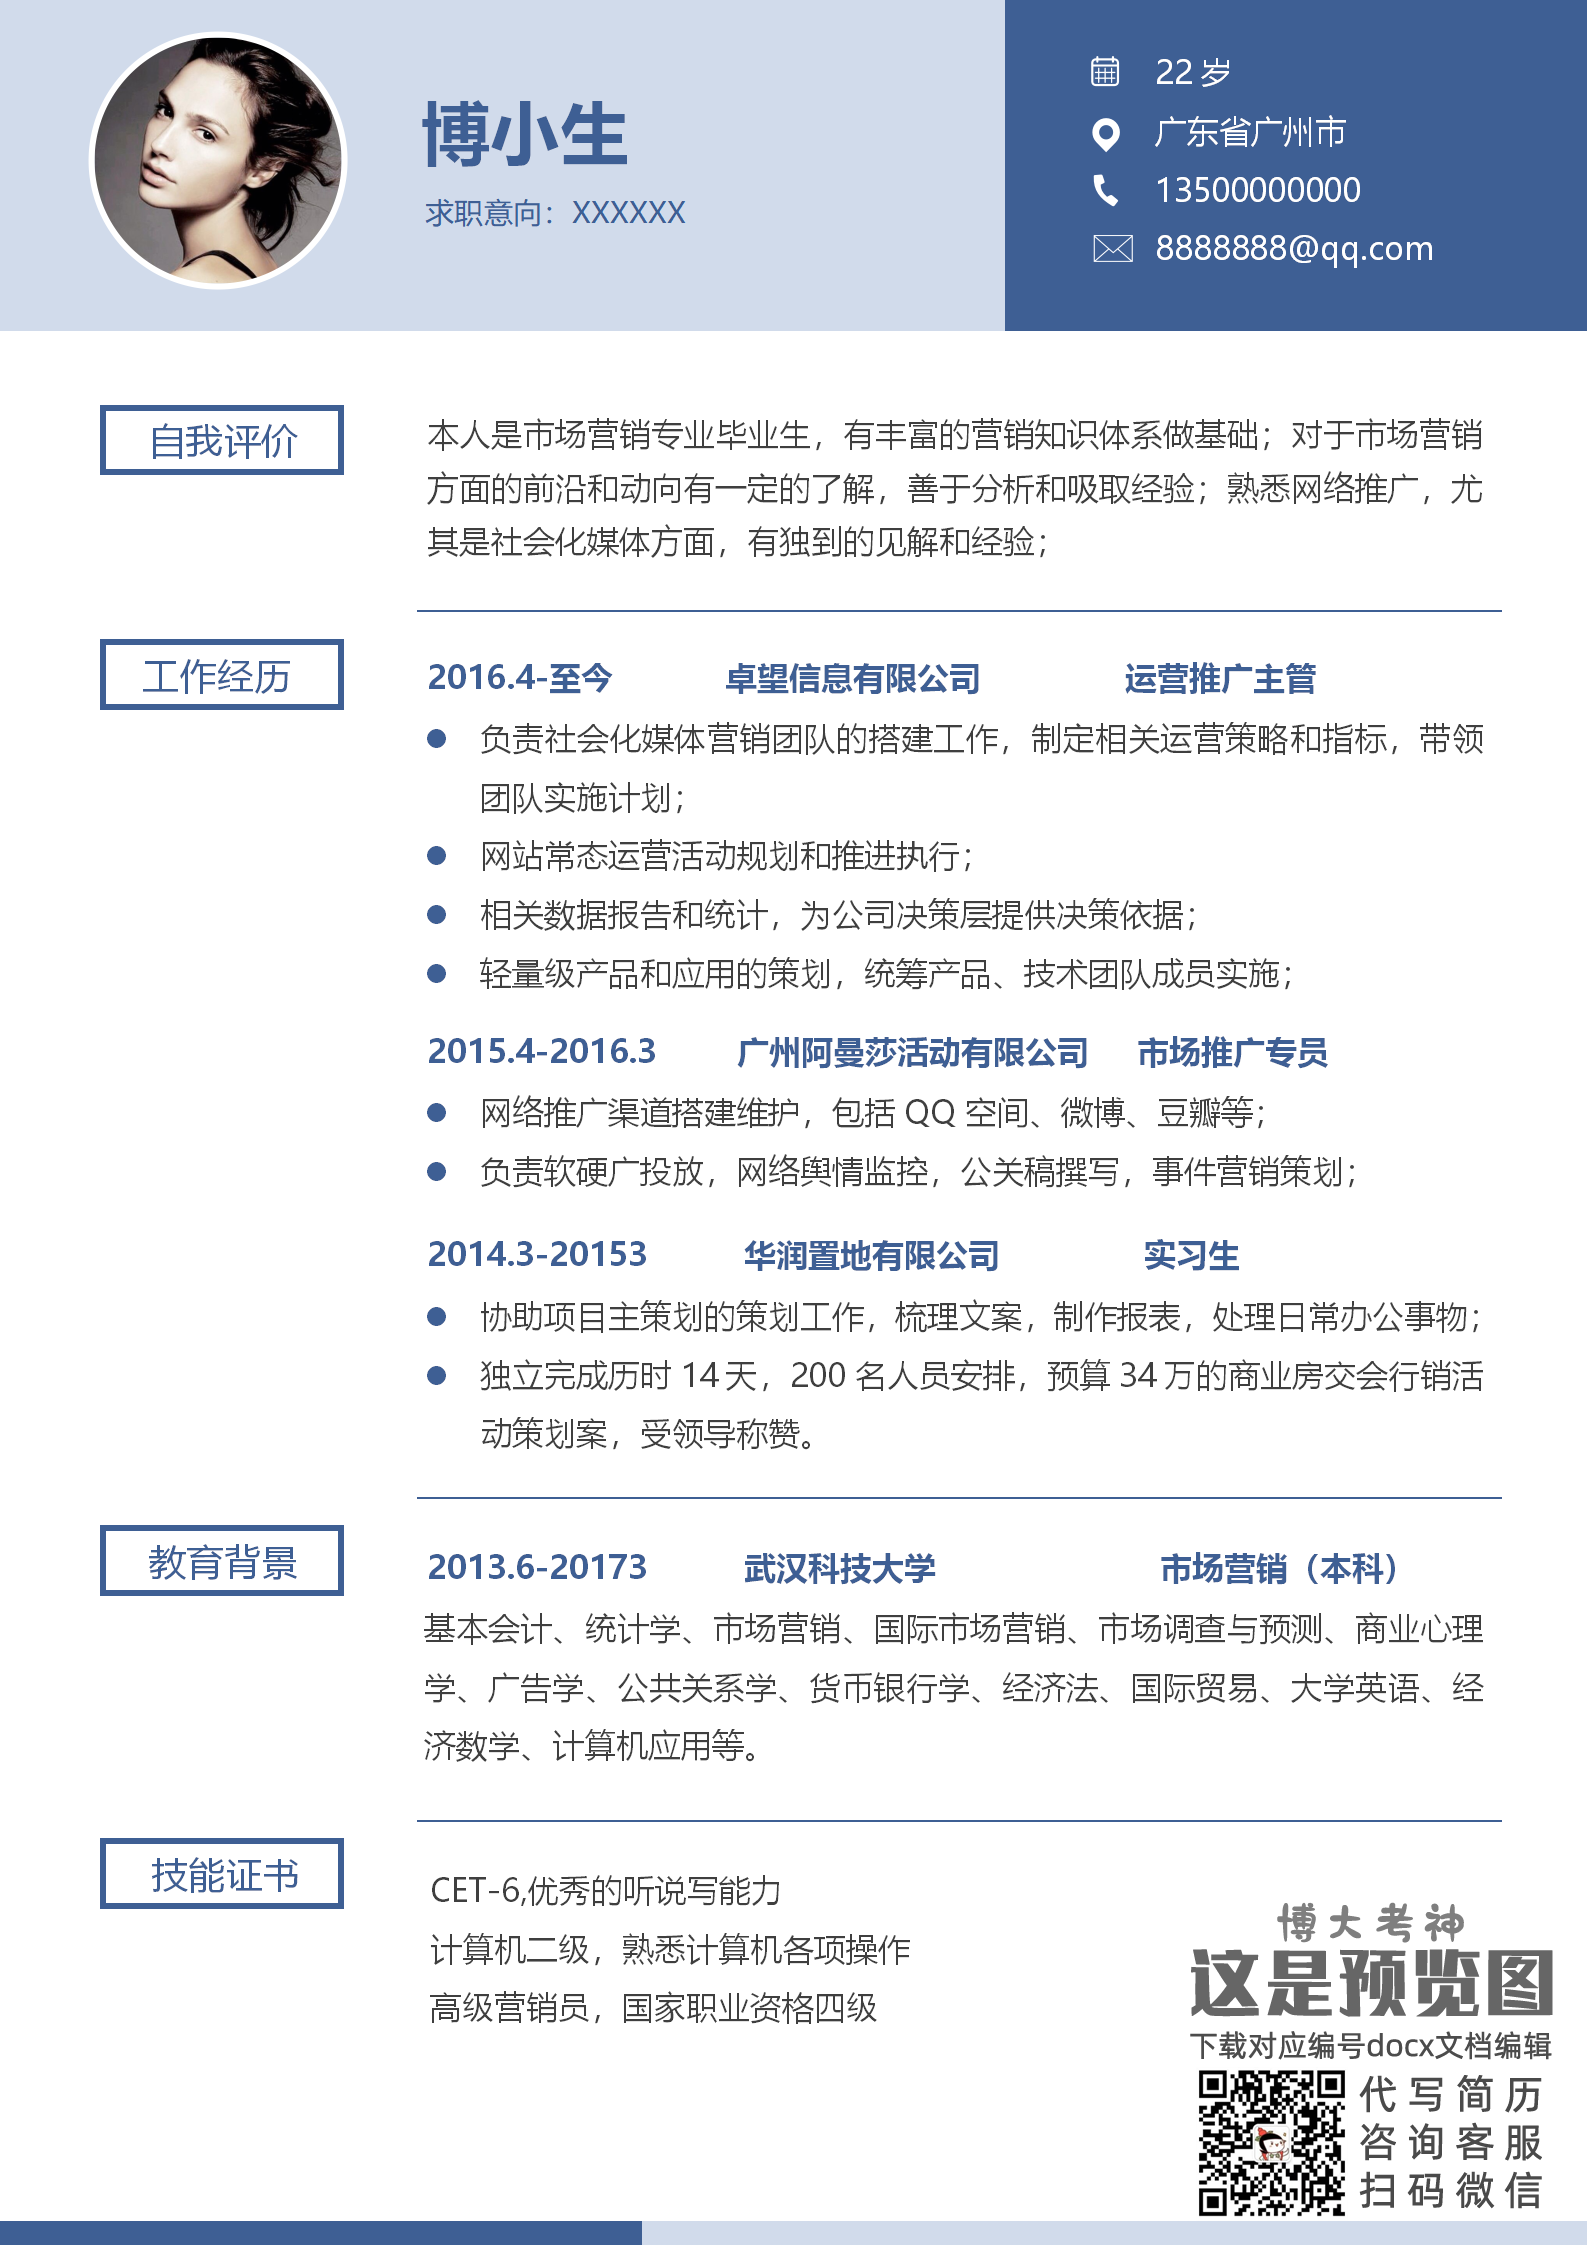 博小生
求职意向：XXXXXX
22 岁
广东省广州市
13500000000
8888888@qq.com
自我评价
本人是市场营销专业毕业生，有丰富的营销知识体系做基础；对于市场营销
方面的前沿和动向有一定的了解，善于分析和吸取经验；熟悉网络推广，尤
其是社会化媒体方面，有独到的见解和经验；
工作经历
2016.4-至今 卓望信息有限公司 运营推广主管
负责社会化媒体营销团队的搭建工作，制定相关运营策略和指标，带领
团队实施计划；
网站常态运营活动规划和推进执行；
相关数据报告和统计，为公司决策层提供决策依据；
轻量级产品和应用的策划，统筹产品、技术团队成员实施；
2015.4-2016.3 广州阿曼莎活动有限公司 市场推广专员
网络推广渠道搭建维护，包括 QQ 空间、微博、豆瓣等；
负责软硬广投放，网络舆情监控，公关稿撰写，事件营销策划；
2014.3-20153 华润置地有限公司 实习生
协助项目主策划的策划工作，梳理文案，制作报表，处理日常办公事物；
独立完成历时 14 天，200 名人员安排，预算 34 万的商业房交会行销活
动策划案，受领导称赞。
教育背景
2013.6-20173 武汉科技大学 市场营销（本科）
基本会计、统计学、市场营销、国际市场营销、市场调查与预测、商业心理
学、广告学、公共关系学、货币银行学、经济法、国际贸易、大学英语、经
济数学、计算机应用等。
技能证书
CET-6,优秀的听说写能力
计算机二级，熟悉计算机各项操作
高级营销员，国家职业资格四级
博大考神
这是预览图
下载对应编号docx文档编辑
代写简历
咨询客服
扫码微信